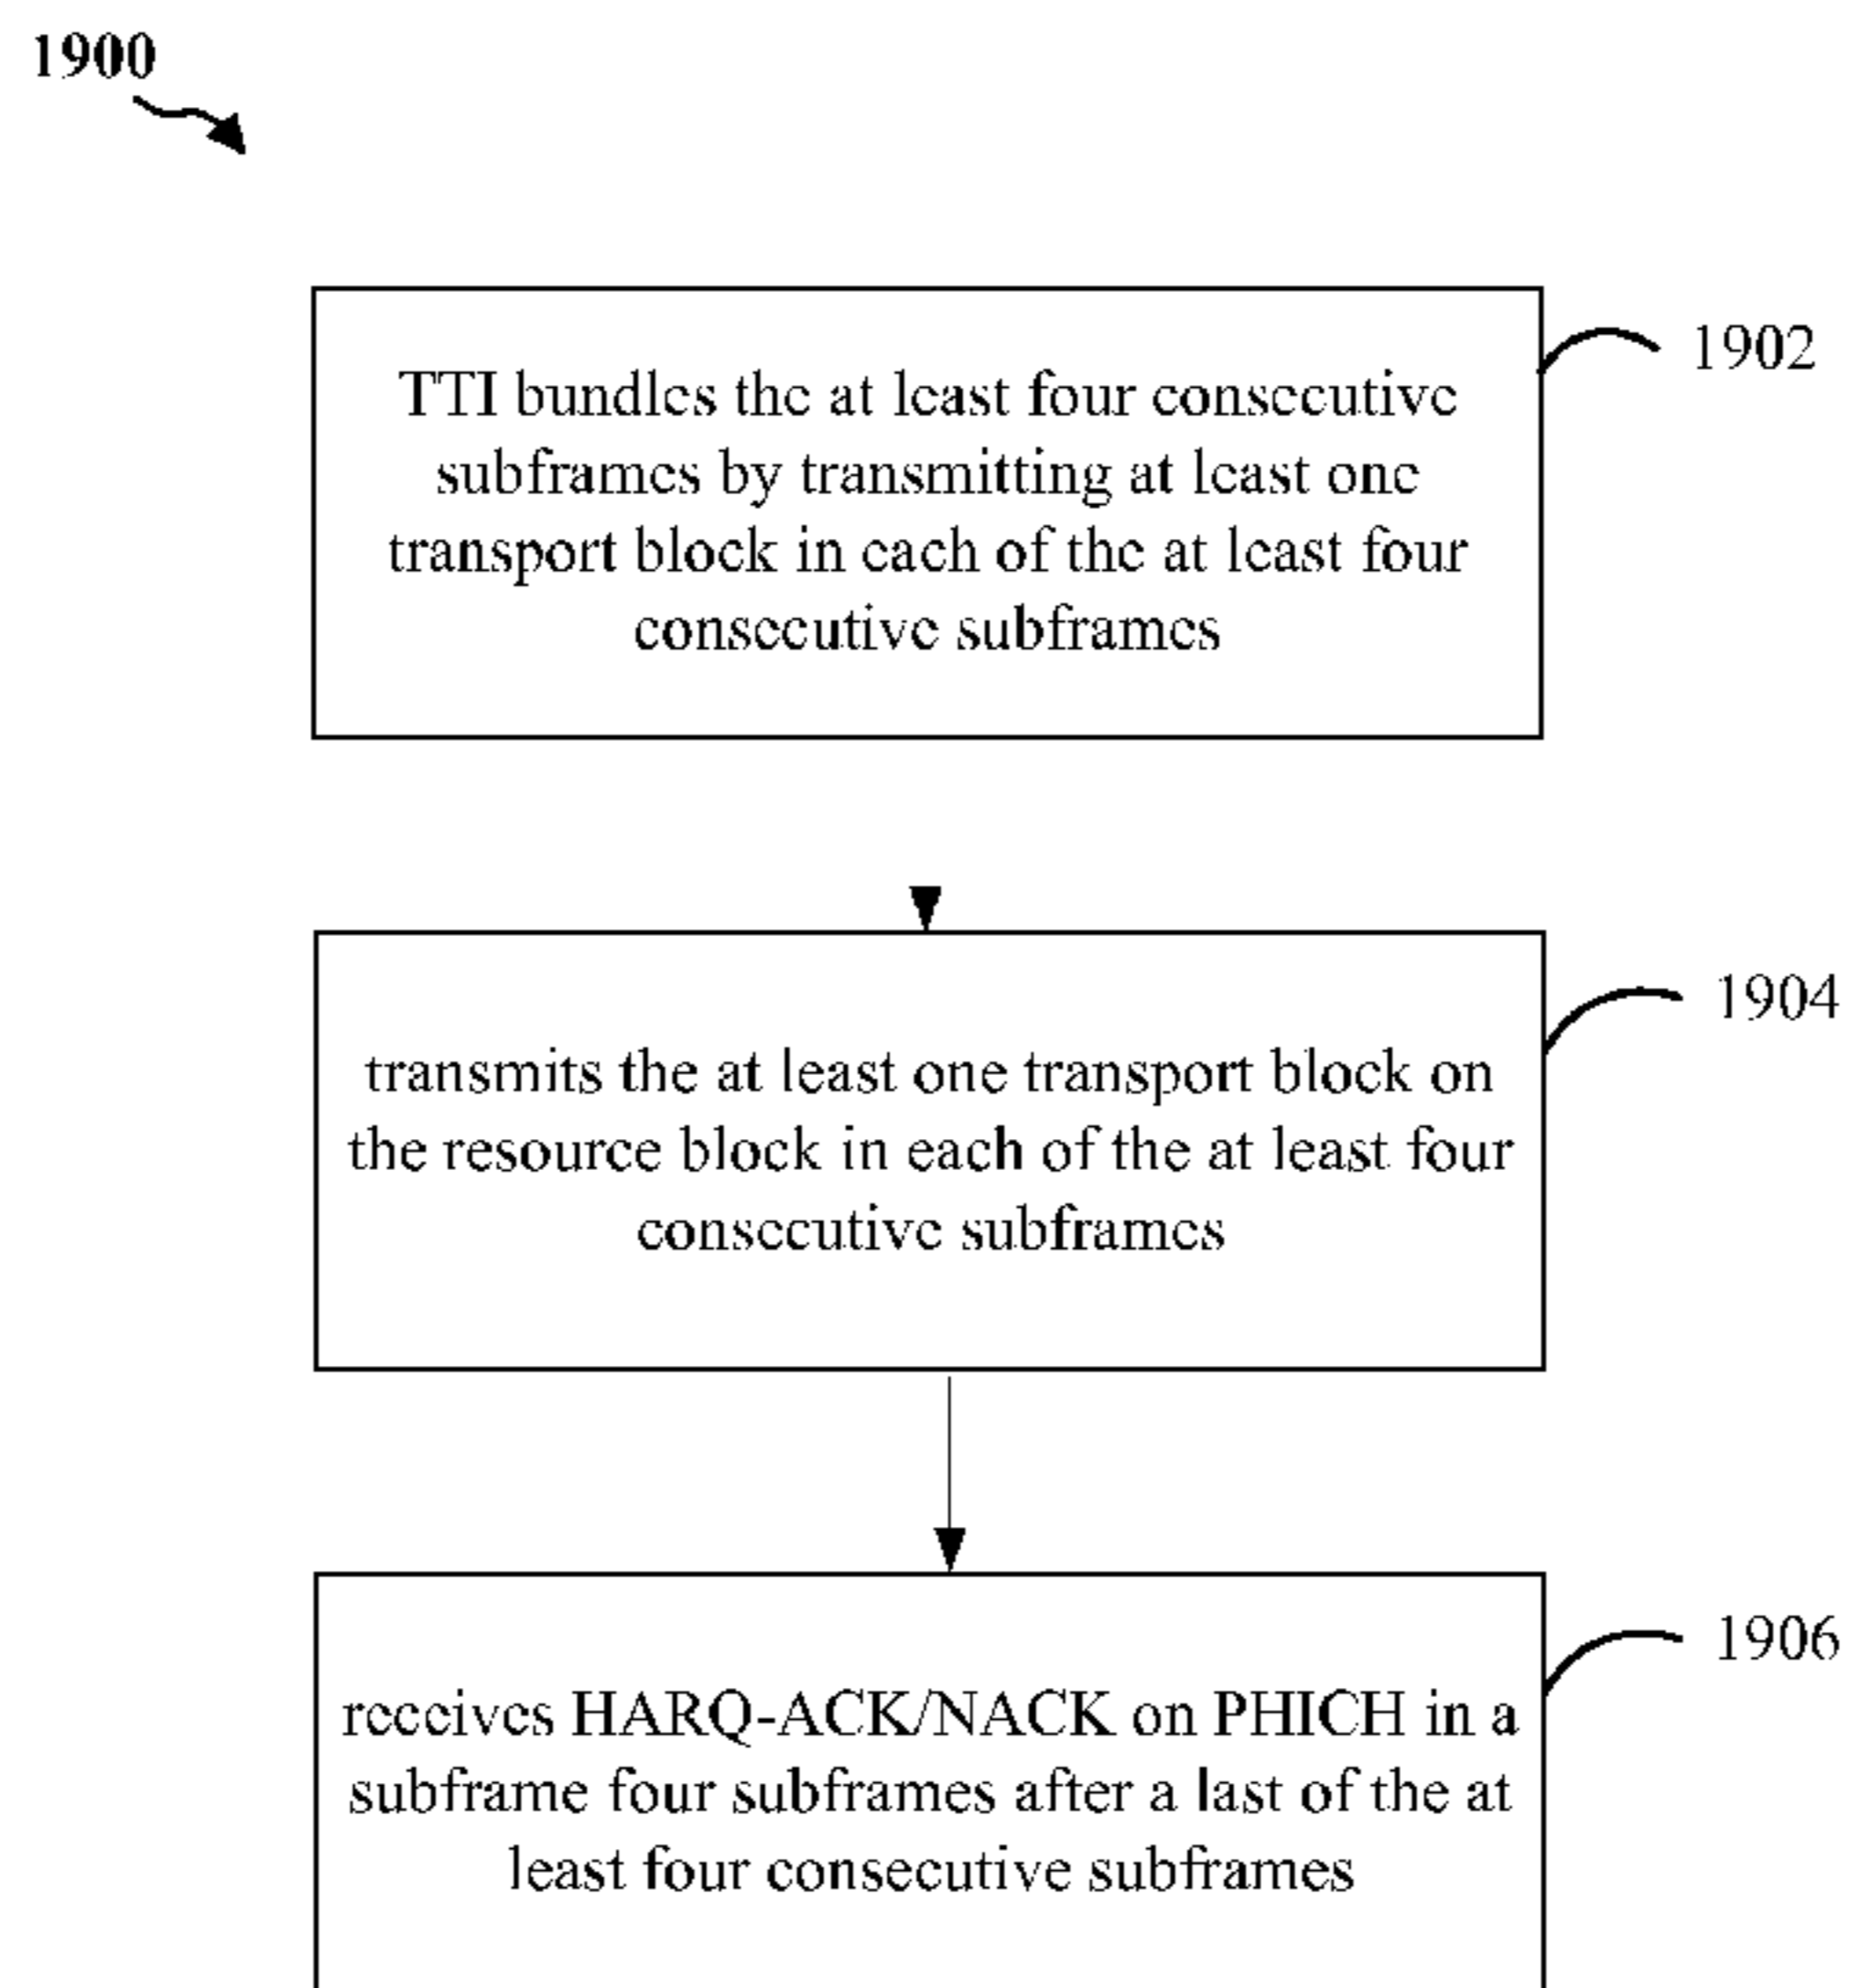 1900
TTI bundles the at least four consecutive
1902
subframes by transmitting at least one
transport block in each of the at least four
consecutive subframes
1904
transmits the at least one transport block on
the resource block in each of the at least four
consecutive subframes
1906
receives HARQ-ACK/NACK on PHICH in a
subframe four subframes after a last of the at
least four consecutive subframes